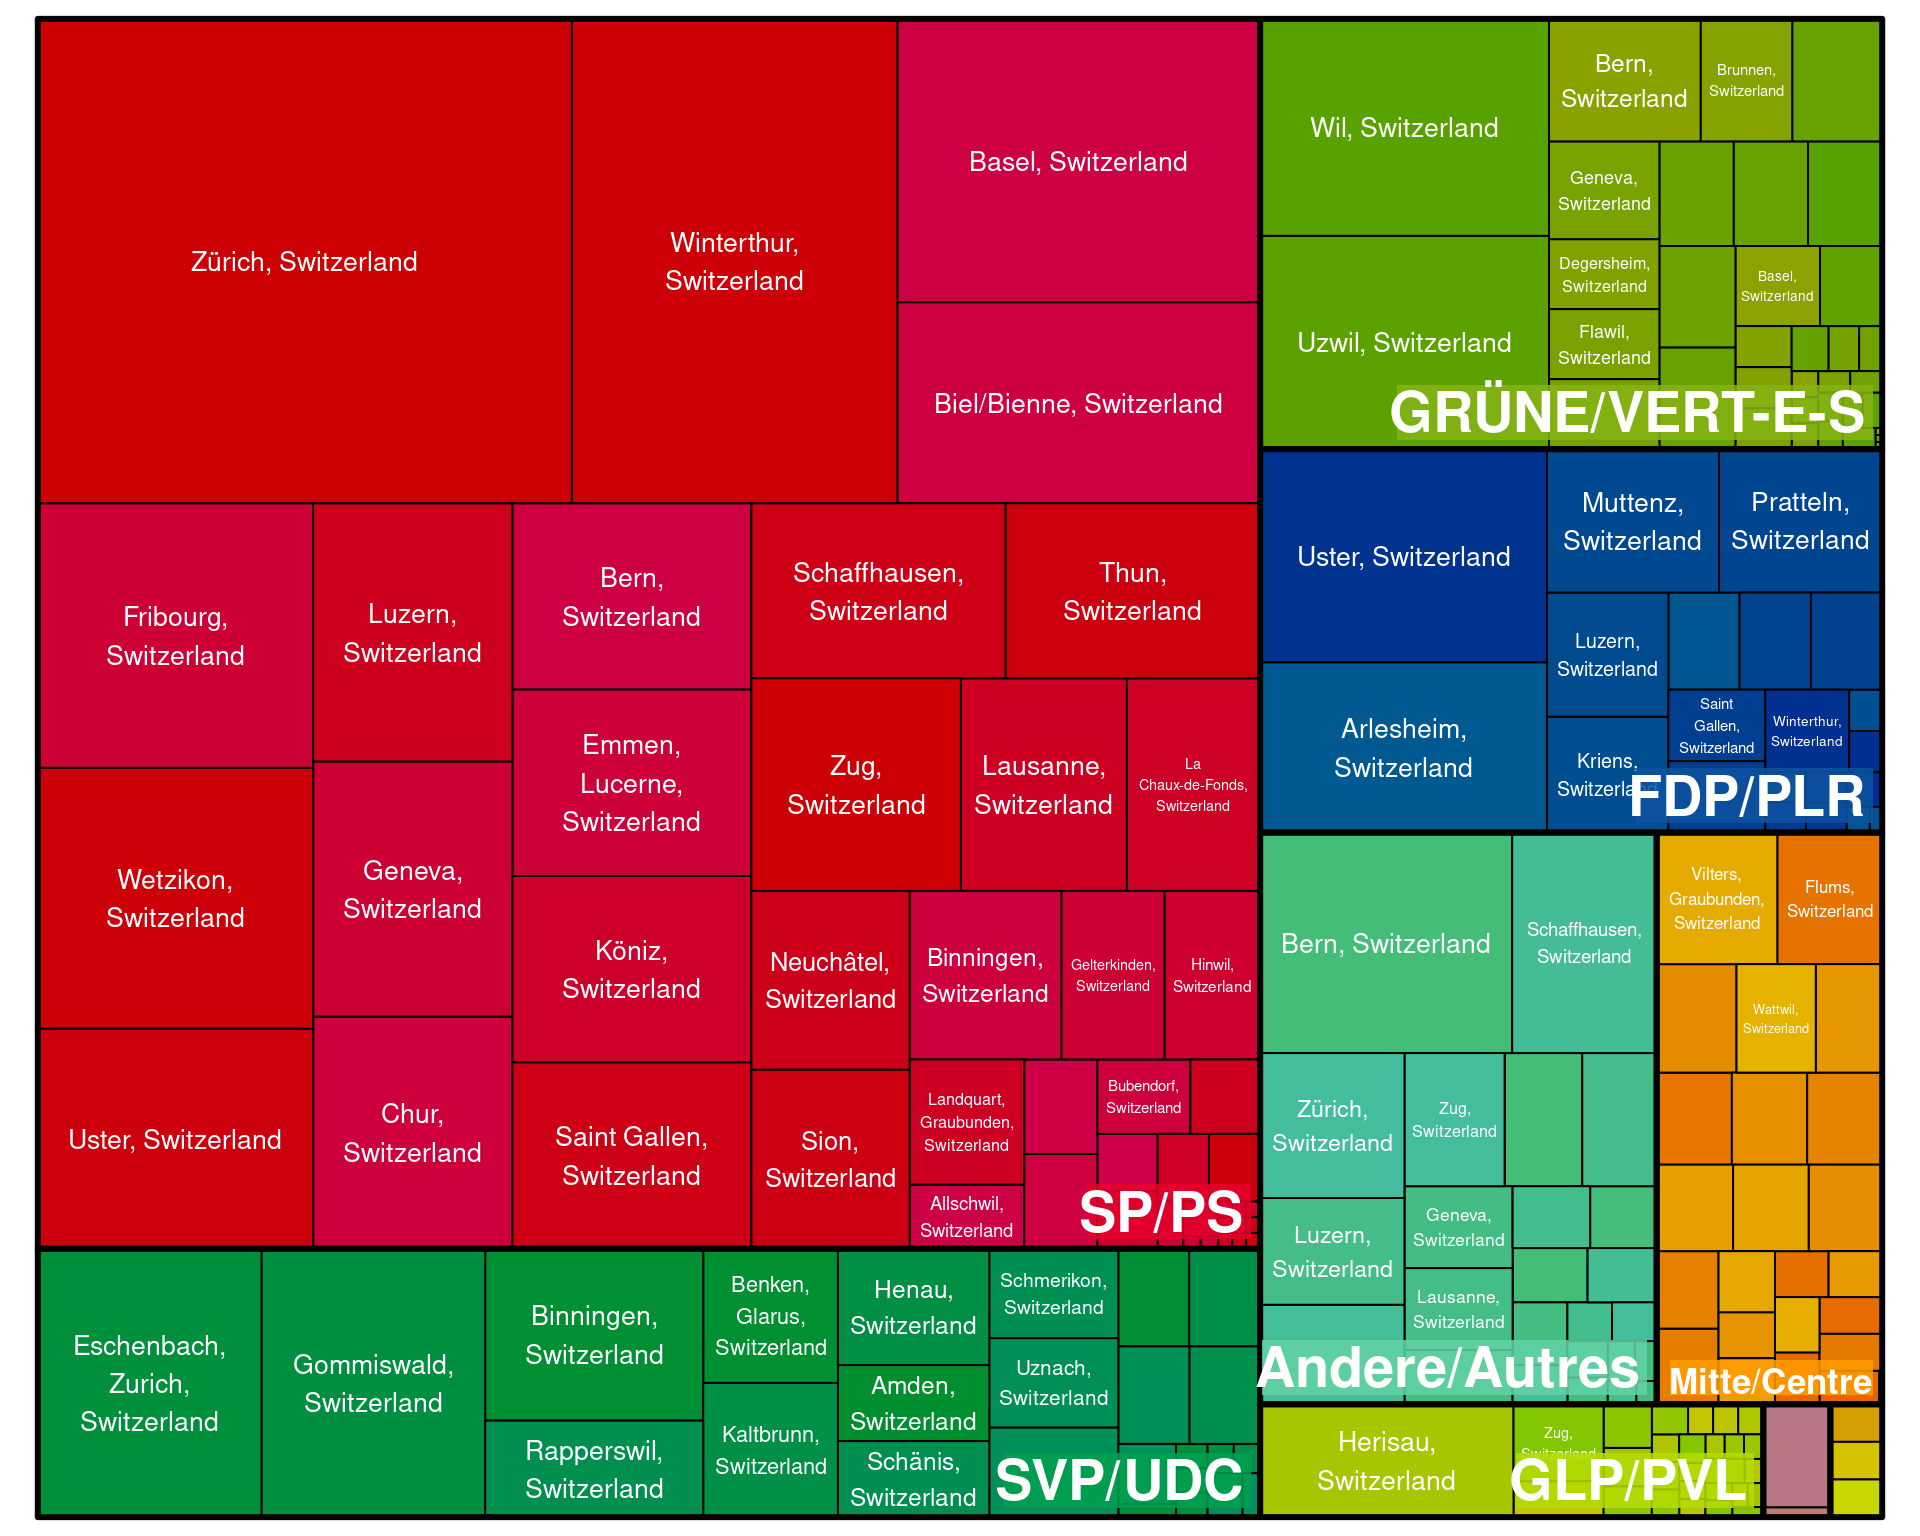 Zürich, Switzerland
Winterthur,
Switzerland
Basel, Switzerland
Biel/Bienne, Switzerland
Fribourg,
Switzerland
Luzern,
Switzerland
Bern,
Switzerland
Schaffhausen,
Switzerland
Thun,
Switzerland
Emmen,
Lucerne,
Switzerland
Zug,
Switzerland
Lausanne,
Switzerland
La
Chaux-de-Fonds,
Switzerland
Wetzikon,
Switzerland
Geneva,
Switzerland
Köniz,
Switzerland
Neuchâtel,
Switzerland
Binningen,
Switzerland
Gelterkinden,
Switzerland
Hinwil,
Switzerland
Uster, Switzerland
Chur,
Switzerland
Saint Gallen,
Switzerland
Sion,
Switzerland
Landquart,
Graubunden,
Switzerland
Bubendorf,
Switzerland
Allschwil,
Switzerland
SP/PS
Eschenbach,
Zurich,
Switzerland
Gommiswald,
Switzerland
Binningen,
Switzerland
Rapperswil,
Switzerland
Benken,
Glarus,
Switzerland
Kaltbrunn,
Switzerland
Henau,
Switzerland
Amden,
Switzerland
Schänis,
Switzerland
Schmerikon,
Switzerland
Uznach,
Switzerland
SVP/UDC
Wil, Switzerland
Uzwil, Switzerland
Bern,
Switzerland
Brunnen,
Switzerland
Geneva,
Switzerland
Degersheim,
Switzerland
Flawil,
Switzerland
Basel,
Switzerland
GRÜNE/VERT-E-S
Uster, Switzerland
Arlesheim,
Switzerland
Muttenz,
Switzerland
Pratteln,
Switzerland
Luzern,
Switzerland
Kriens,
Switzerland
Saint
Gallen,
Switzerland
Winterthur,
Switzerland
FDP/PLR
Bern, Switzerland
Schaffhausen,
Switzerland
Zürich,
Switzerland
Zug,
Switzerland
Luzern,
Switzerland
Geneva,
Switzerland
Lausanne,
Switzerland
Andere/Autres
Vilters,
Graubunden,
Switzerland
Flums,
Switzerland
Wattwil,
Switzerland
Mitte/Centre
Herisau,
Switzerland
Zug,
Switzerland
GLP/PVL